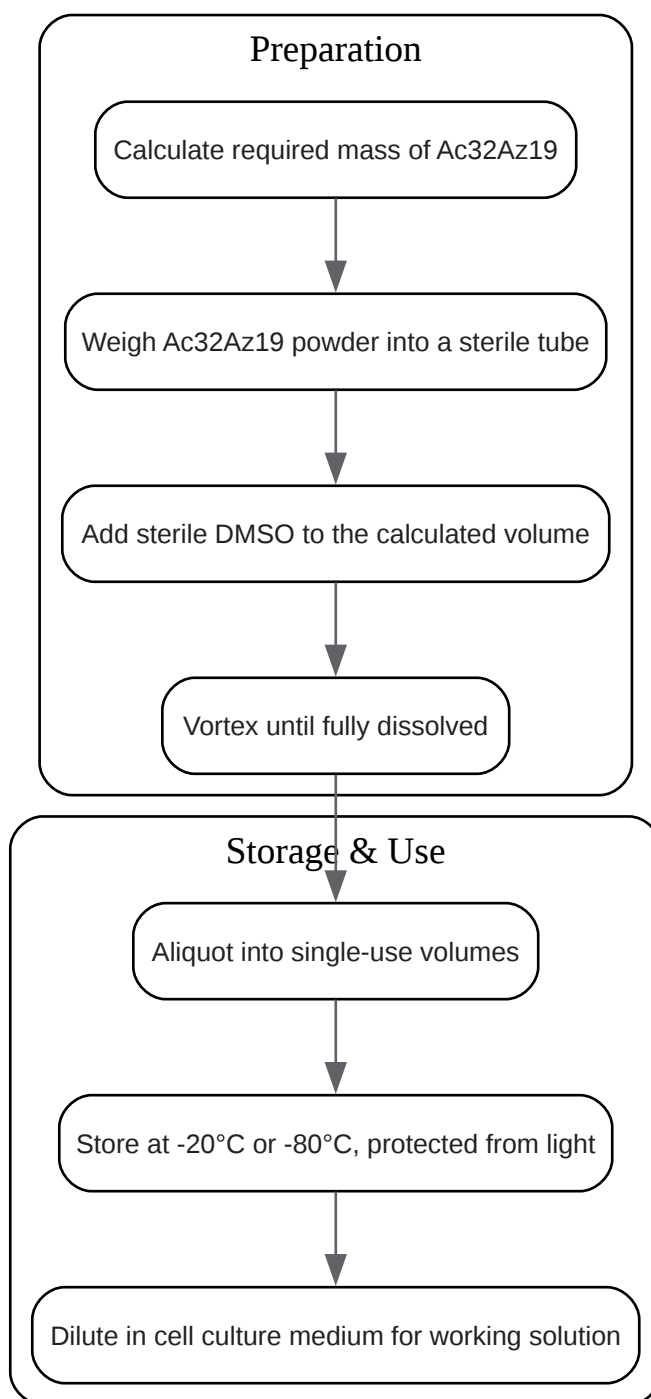 Preparation
Calculate required mass of Ac32Az19
Weigh Ac32Az19 powder into a sterile tube
Add sterile DMSO to the calculated volume
Vortex until fully dissolved
Storage & Use
Aliquot into single-use volumes
Store at -20°C or -80°C, protected from light
Dilute in cell culture medium for working solution